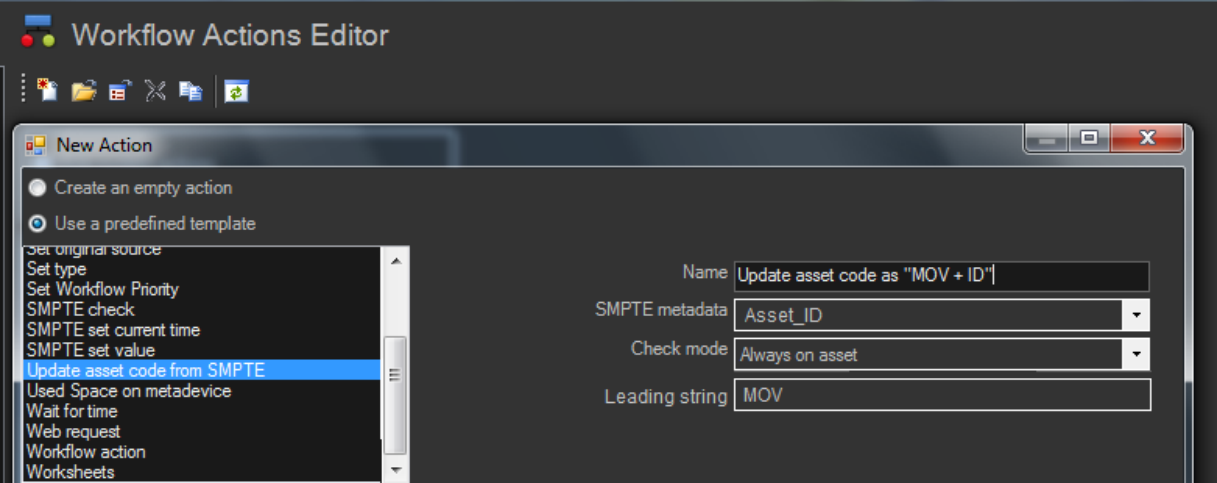 Workflow Actions Editor
New Action
Create an empty action
Use a predefined template
Set original source
Set type
Set Workflow Priority
SMPTE check
SMPTE set current time
SMPTE set value
Update asset code from SMPTE
Used Space on metadevice
Wait for time
Web request
Workflow action
Worksheets
Name Update asset code as "MOV + ID"
SMPTE metadata Asset_ID
Check mode Always on asset
Leading string MOV